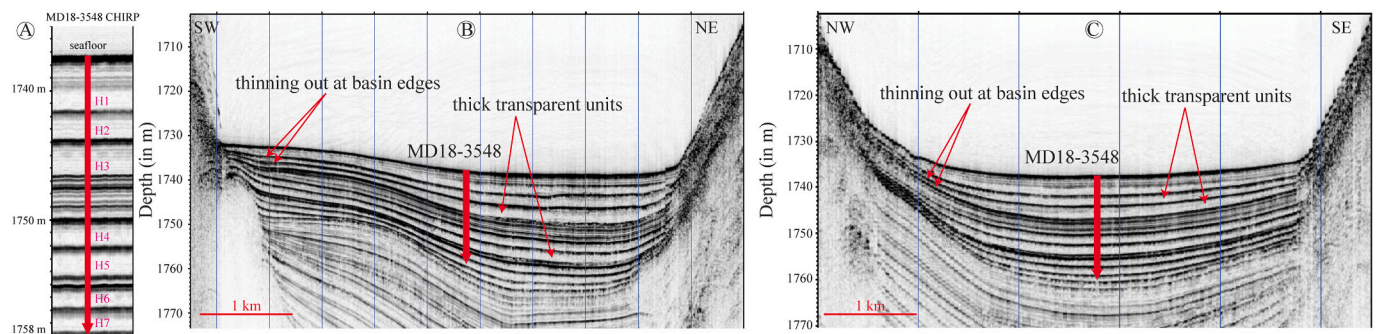 MD18-3548 CHIRP
A
seafloor
1740 m
H1
H2
H3
1750 m
H4
H5
H6
H7
1758 m
SW
B
NE
1710
1720
1730
1740
1750
1760
1770
Depth (in m)
thinning out at basin edges
thick transparent units
MD18-3548
1 km
NW
C
SE
1710
1720
1730
1740
1750
1760
1770
Depth (in m)
thinning out at basin edges
thick transparent units
MD18-3548
1 km